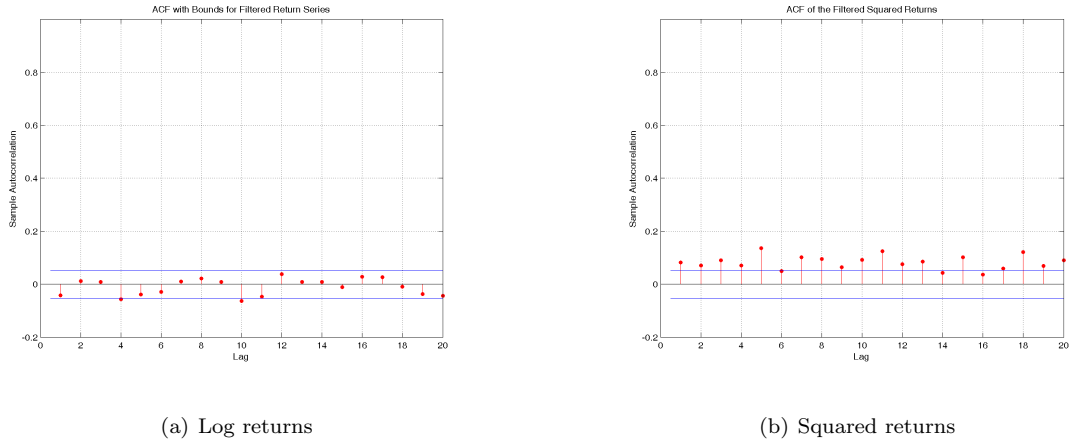 ACF with Bounds for Filtered Return Series
Sample Autocorrelation
0.8
0.6
0.4
0.2
0
-0.2
0 2 4 6 8 10 12 14 16 18 20
Lag
(a) Log returns
ACF of the Filtered Squared Returns
Sample Autocorrelation
0.8
0.6
0.4
0.2
0
-0.2
0 2 4 6 8 10 12 14 16 18 20
Lag
(b) Squared returns